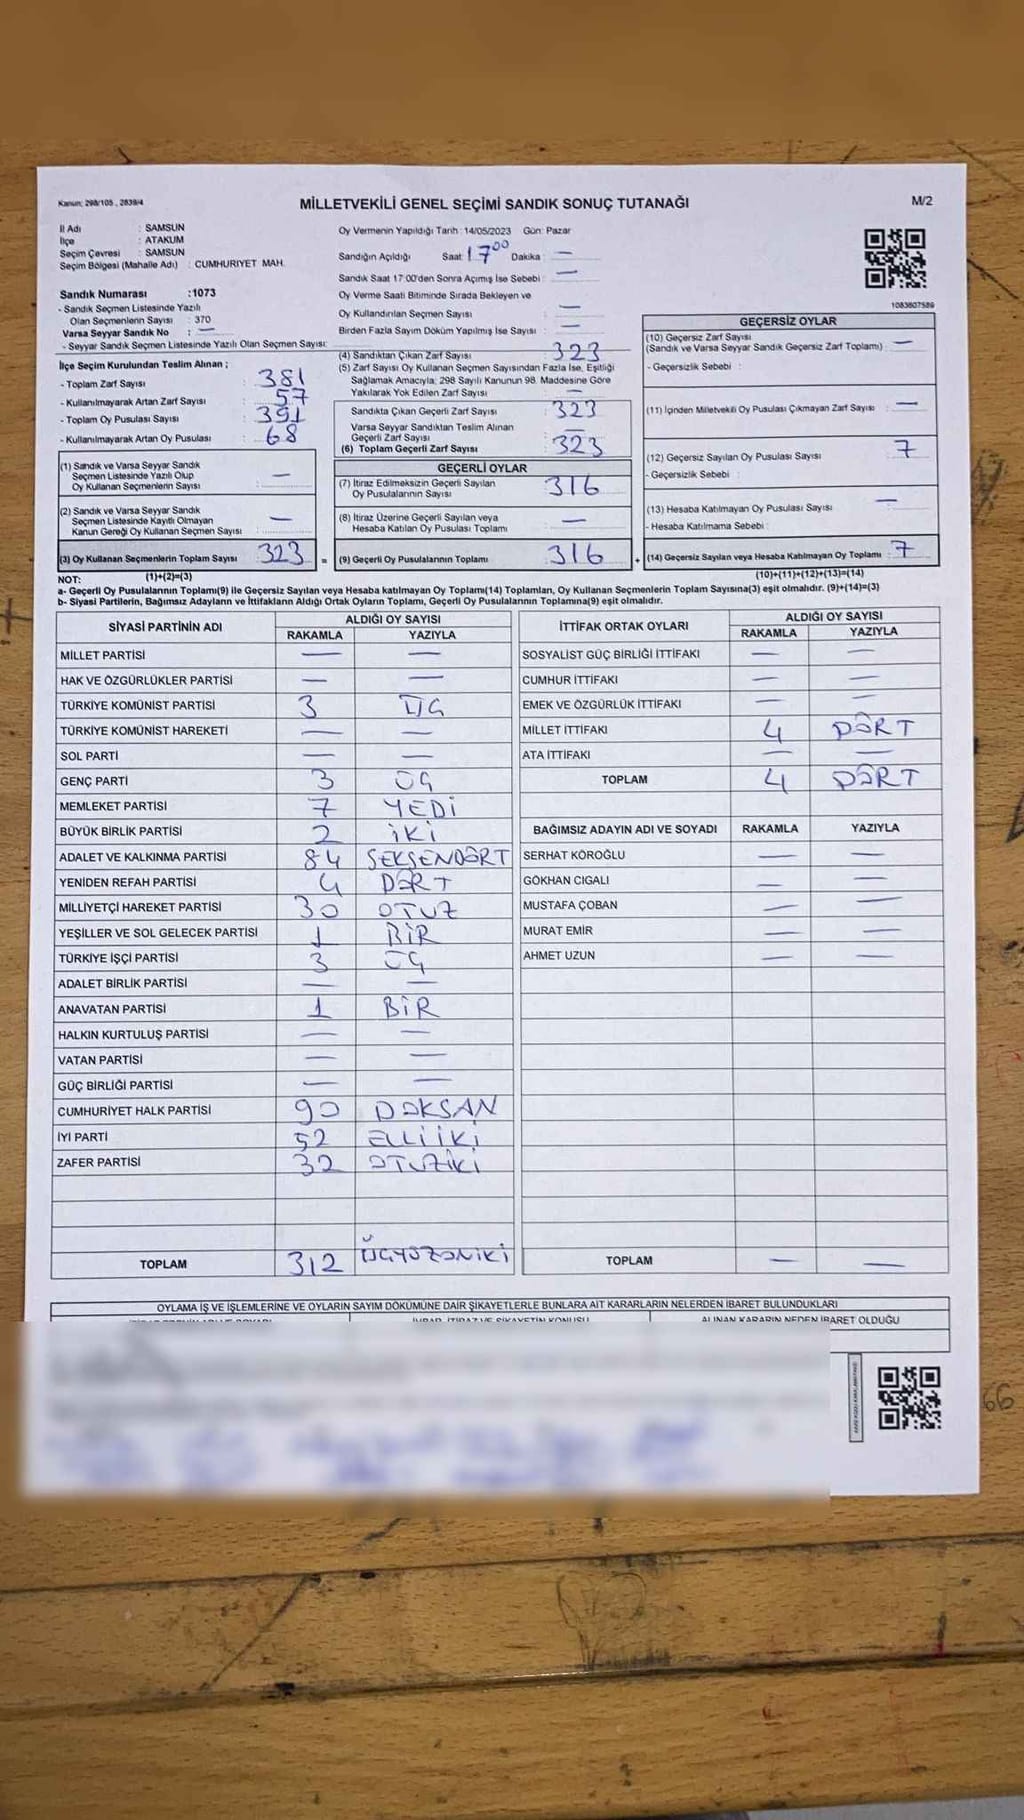 Kanun; 298/105 , 2839/4
MİLLETVEKİLİ GENEL SEÇİMİ SANDIK SONUÇ TUTANAĞI
M/2
İl Adı : SAMSUN
İlçe : ATAKUM
Seçim Çevresi : SAMSUN
Seçim Bölgesi (Mahalle Adı) : CUMHURIYET MAH.
Sandık Numarası :1073
- Sandık Seçmen Listesinde Yazılı
Olan Seçmenlerin Sayısı : 370
Varsa Seyyar Sandık No : —
- Seyyar Sandık Seçmen Listesinde Yazılı Olan Seçmen Sayısı:
Oy Vermenin Yapıldığı Tarih : 14/05/2023 Gün: Pazar
Sandığın Açıldığı Saat: 17 00 Dakika : —
Sandık Saat 17:00'den Sonra Açımış İse Sebebi : —
Oy Verme Saati Bitiminde Sırada Bekleyen ve
Oy Kullandırılan Seçmen Sayısı : —
Birden Fazla Sayım Döküm Yapılmış İse Sayısı : —
1083607589
İlçe Seçim Kurulundan Teslim Alınan ;
- Toplam Zarf Sayısı : 381
- Kullanılmayarak Artan Zarf Sayısı : 57
- Toplam Oy Pusulası Sayısı : 391
- Kullanılmayarak Artan Oy Pusulası : 68
(1) Sandık ve Varsa Seyyar Sandık
Seçmen Listesinde Yazılı Olup
Oy Kullanan Seçmenlerin Sayısı : —
(2) Sandık ve Varsa Seyyar Sandık
Seçmen Listesinde Kayıtlı Olmayan
Kanun Gereği Oy Kullanan Seçmen Sayısı : —
(3) Oy Kullanan Seçmenlerin Toplam Sayısı : 323 =
(4) Sandıktan Çıkan Zarf Sayısı : 323
(5) Zarf Sayısı Oy Kullanan Seçmen Sayısından Fazla İse, Eşitliği
Sağlamak Amacıyla; 298 Sayılı Kanunun 98. Maddesine Göre
Yakılarak Yok Edilen Zarf Sayısı : —
Sandıkta Çıkan Geçerli Zarf Sayısı : 323
Varsa Seyyar Sandıktan Teslim Alınan
Geçerli Zarf Sayısı : —
(6) Toplam Geçerli Zarf Sayısı : 323
GEÇERLİ OYLAR
(7) İtiraz Edilmeksizin Geçerli Sayılan
Oy Pusulalarının Sayısı : 316
(8) İtiraz Üzerine Geçerli Sayılan veya
Hesaba Katılan Oy Pusulası Toplamı : —
(9) Geçerli Oy Pusulalarının Toplamı : 316 +
GEÇERSİZ OYLAR
(10) Geçersiz Zarf Sayısı
(Sandık ve Varsa Seyyar Sandık Geçersiz Zarf Toplamı) : —
- Geçersizlik Sebebi :
(11) İçinden Milletvekili Oy Pusulası Çıkmayan Zarf Sayısı : —
(12) Geçersiz Sayılan Oy Pusulası Sayısı : 7
- Geçersizlik Sebebi :
(13) Hesaba Katılmayan Oy Pusulası Sayısı : —
- Hesaba Katılmama Sebebi :
(14) Geçersiz Sayılan veya Hesaba Katılmayan Oy Toplamı : 7
NOT: (1)+(2)=(3) (10)+(11)+(12)+(13)=(14)
a- Geçerli Oy Pusulalarının Toplamı(9) ile Geçersiz Sayılan veya Hesaba katılmayan Oy Toplamı(14) Toplamları, Oy Kullanan Seçmenlerin Toplam Sayısına(3) eşit olmalıdır. (9)+(14)=(3)
b- Siyasi Partilerin, Bağımsız Adayların ve İttifakların Aldığı Ortak Oyların Toplamı, Geçerli Oy Pusulalarının Toplamına(9) eşit olmalıdır.
SİYASİ PARTİNİN ADI ALDIĞI OY SAYISI
RAKAMLA YAZIYLA
MİLLET PARTİSİ — —
HAK VE ÖZGÜRLÜKLER PARTİSİ — —
TÜRKİYE KOMÜNİST PARTİSİ 3 ÜÇ
TÜRKİYE KOMÜNİST HAREKETİ — —
SOL PARTİ — —
GENÇ PARTİ 3 ÜÇ
MEMLEKET PARTİSİ 7 YEDİ
BÜYÜK BİRLİK PARTİSİ 2 İKİ
ADALET VE KALKINMA PARTİSİ 84 SEKSENDÖRT
YENİDEN REFAH PARTİSİ 4 DÖRT
MİLLİYETÇİ HAREKET PARTİSİ 30 OTUZ
YEŞİLLER VE SOL GELECEK PARTİSİ 1 BİR
TÜRKİYE İŞÇİ PARTİSİ 3 ÜÇ
ADALET BİRLİK PARTİSİ — —
ANAVATAN PARTİSİ 1 BİR
HALKIN KURTULUŞ PARTİSİ — —
VATAN PARTİSİ — —
GÜÇ BİRLİĞİ PARTİSİ — —
CUMHURİYET HALK PARTİSİ 90 DOKSAN
İYİ PARTİ 52 ELLİİKİ
ZAFER PARTİSİ 32 OTUZİKİ
TOPLAM 312 ÜÇYÜZONİKİ
İTTİFAK ORTAK OYLARI ALDIĞI OY SAYISI
RAKAMLA YAZIYLA
SOSYALİST GÜÇ BİRLİĞİ İTTİFAKI — —
CUMHUR İTTİFAKI — —
EMEK VE ÖZGÜRLÜK İTTİFAKI — —
MİLLET İTTİFAKI 4 DÖRT
ATA İTTİFAKI — —
TOPLAM 4 DÖRT
BAĞIMSIZ ADAYIN ADI VE SOYADI RAKAMLA YAZIYLA
SERHAT KÖROĞLU — —
GÖKHAN CIGALI — —
MUSTAFA ÇOBAN — —
MURAT EMİR — —
AHMET UZUN — —
TOPLAM — —
OYLAMA İŞ VE İŞLEMLERİNE VE OYLARIN SAYIM DÖKÜMÜNE DAİR ŞİKAYETLERLE BUNLARA AİT KARARLARIN NELERDEN İBARET BULUNDUKLARI
İHBAR, İTİRAZ VE ŞİKAYETİN KONUSU ALINAN KARARIN NEDEN İBARET OLDUĞU
66